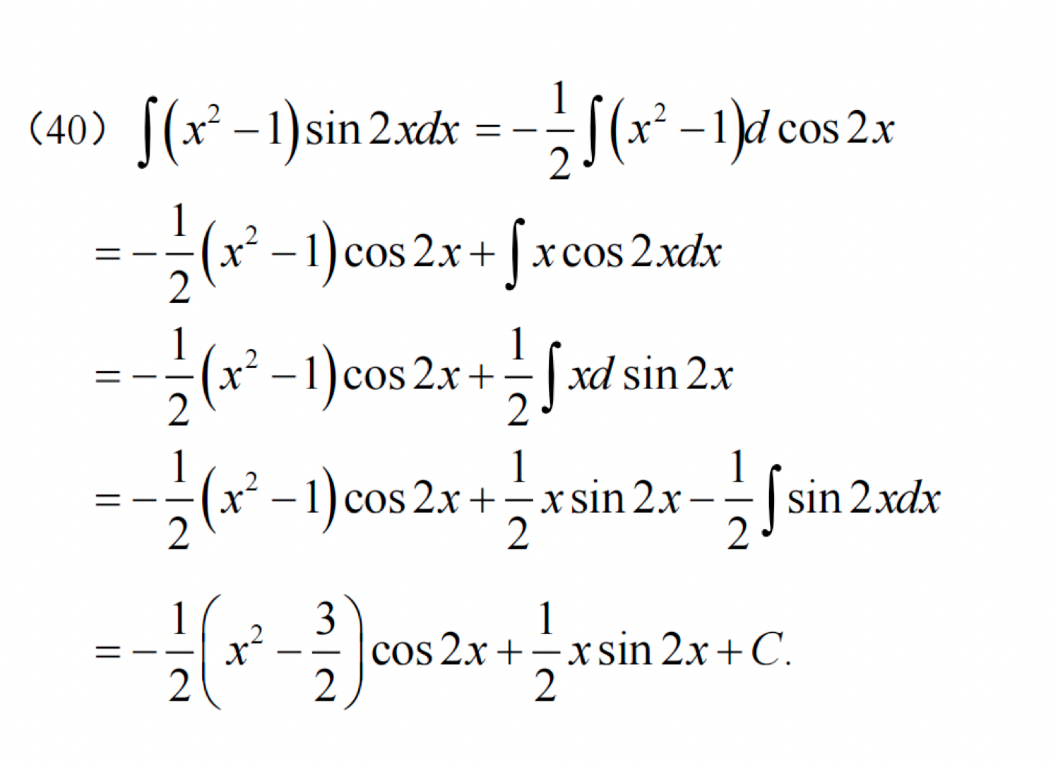 （40）∫(x² −1)sin 2xdx = −1/2∫(x² −1)d cos 2x
= −1/2(x² −1)cos 2x + ∫x cos 2xdx
= −1/2(x² −1)cos 2x + 1/2∫xd sin 2x
= −1/2(x² −1)cos 2x + 1/2 x sin 2x − 1/2∫sin 2xdx
= −1/2(x² − 3/2)cos 2x + 1/2 x sin 2x + C.